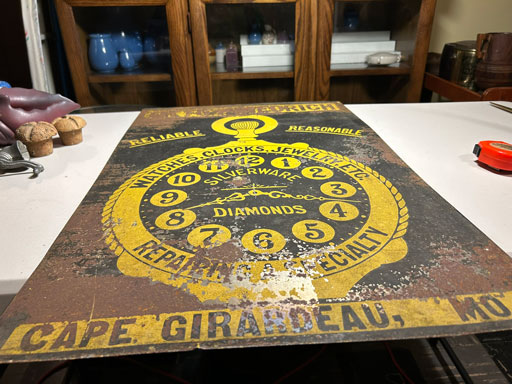 RELIABLE REASONABLE
WATCHES, CLOCKS, JEWELRY, ETC.
11 12 1
10 2
SILVERWARE
9 3
DIAMONDS
8 4
7 6 5
REPAIRING A SPECIALTY
CAPE GIRARDEAU, MO